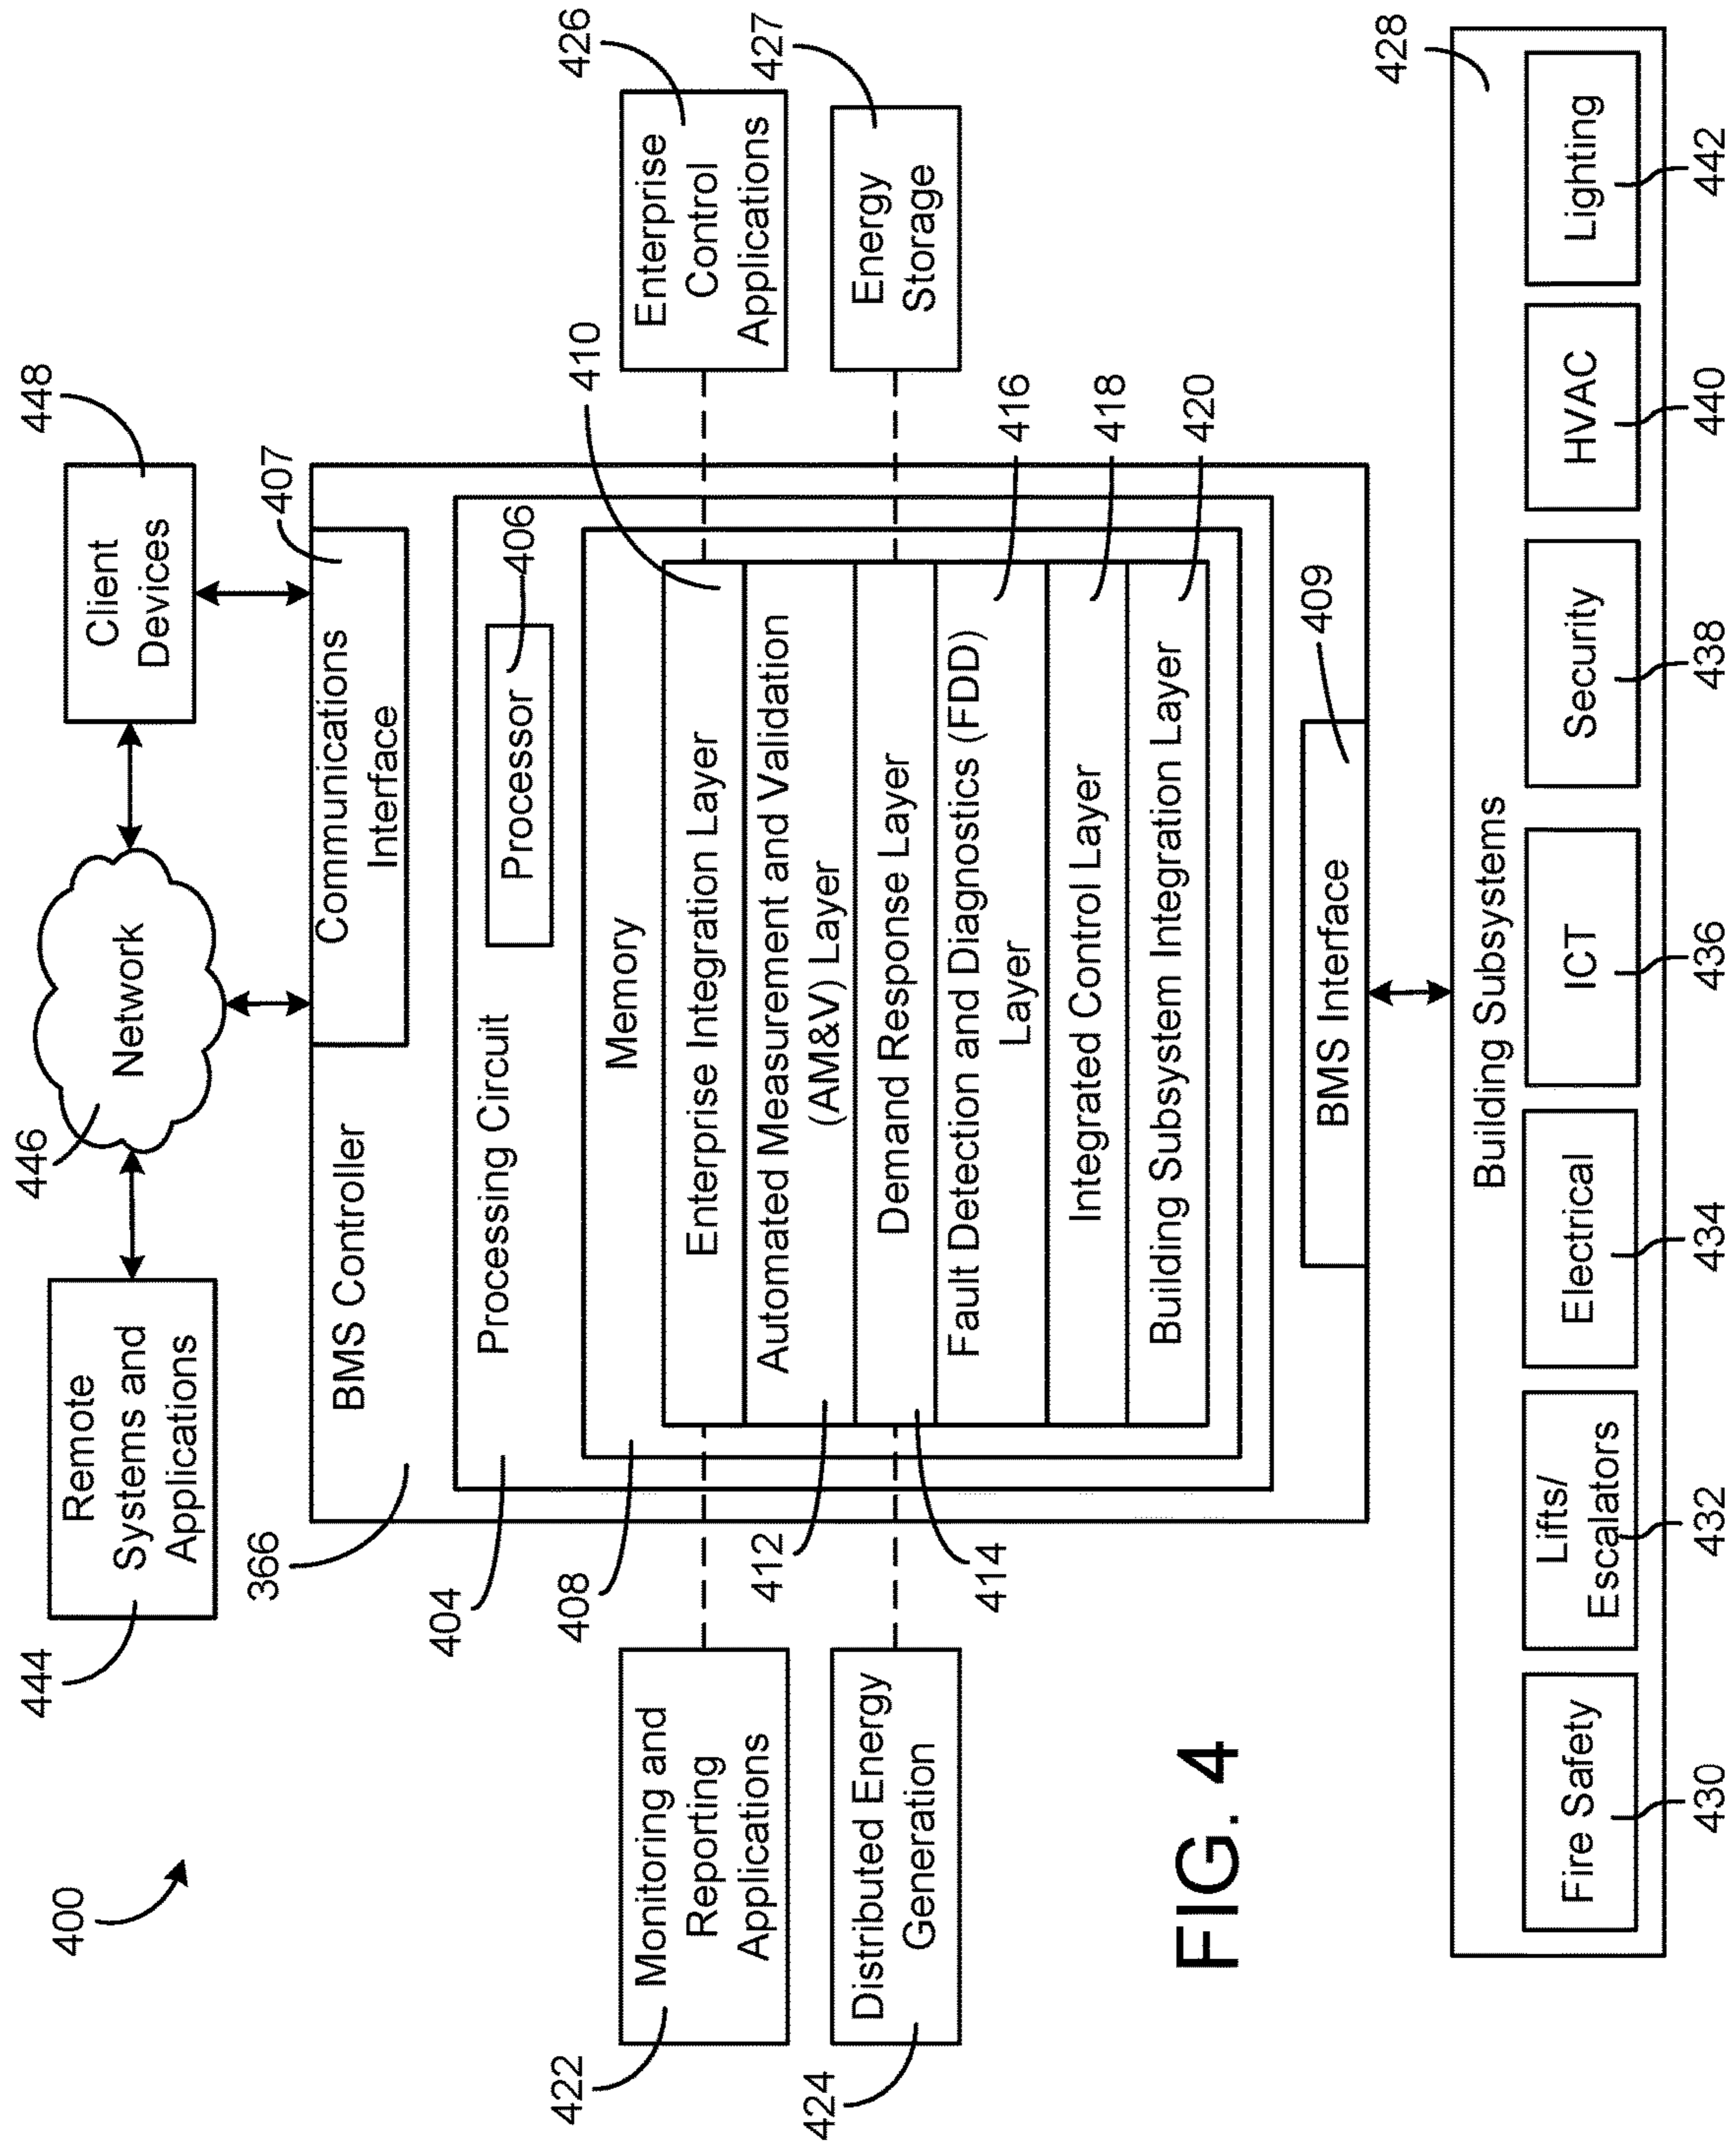 400
444
Remote
Systems and
Applications
446
Network
448
Client
Devices
366
BMS Controller
407
Communications
Interface
404
Processing Circuit
Processor
406
408
Memory
410
Enterprise Integration Layer
Automated Measurement and Validation
(AM&V) Layer
412
Demand Response Layer
414
Fault Detection and Diagnostics (FDD)
Layer
416
Integrated Control Layer
418
Building Subsystem Integration Layer
420
BMS Interface
409
422
Monitoring and
Reporting
Applications
424
Distributed Energy
Generation
426
Enterprise
Control
Applications
427
Energy
Storage
FIG. 4
428
Building Subsystems
Fire Safety
Lifts/
Escalators
Electrical
ICT
Security
HVAC
Lighting
430
432
434
436
438
440
442